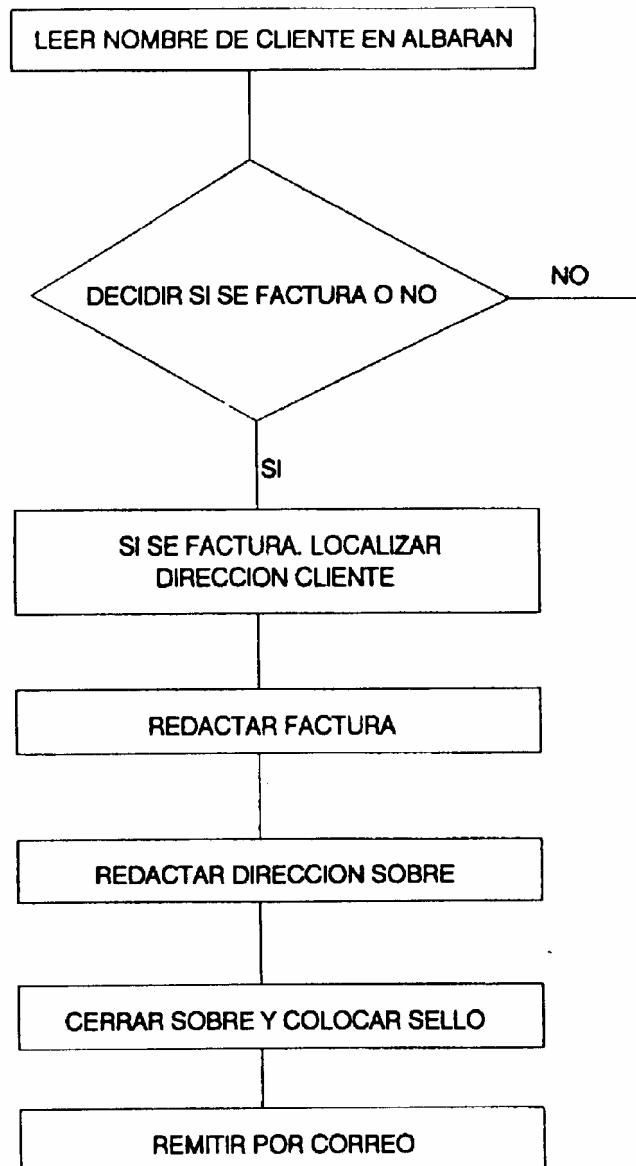 LEER NOMBRE DE CLIENTE EN ALBARAN
DECIDIR SI SE FACTURA O NO
NO
SI
SI SE FACTURA. LOCALIZAR
DIRECCION CLIENTE
REDACTAR FACTURA
REDACTAR DIRECCION SOBRE
CERRAR SOBRE Y COLOCAR SELLO
REMITIR POR CORREO